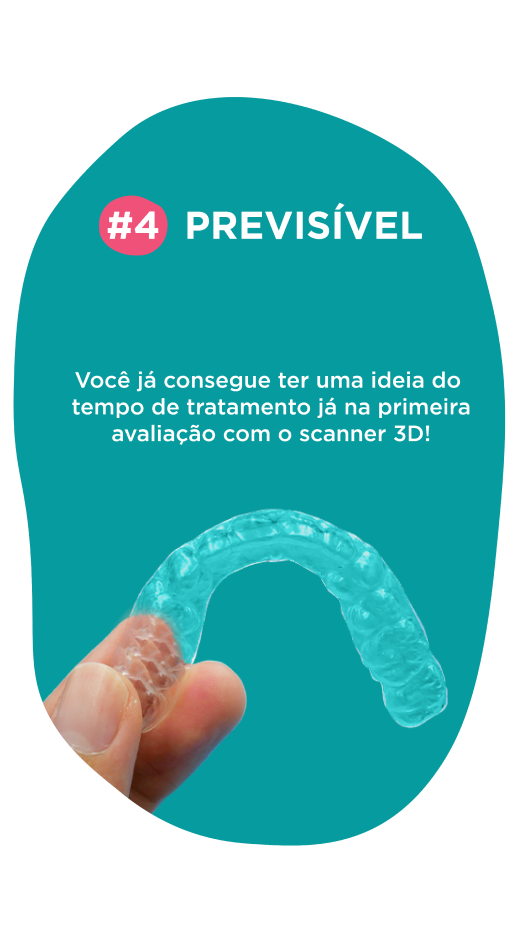 #4 PREVISÍVEL
Você já consegue ter uma ideia do
tempo de tratamento já na primeira
avaliação com o scanner 3D!